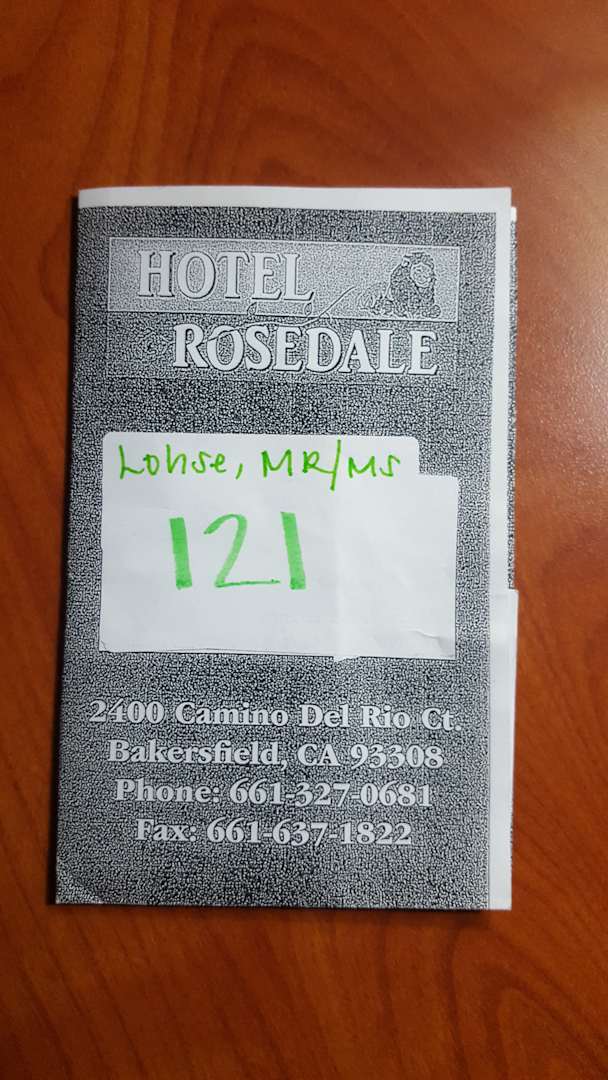 HOTEL
ROSEDALE
Lohse, MR/MS
121
2400 Camino Del Rio Ct.
Bakersfield, CA 93308
Phone: 661-327-0681
Fax: 661-637-1822